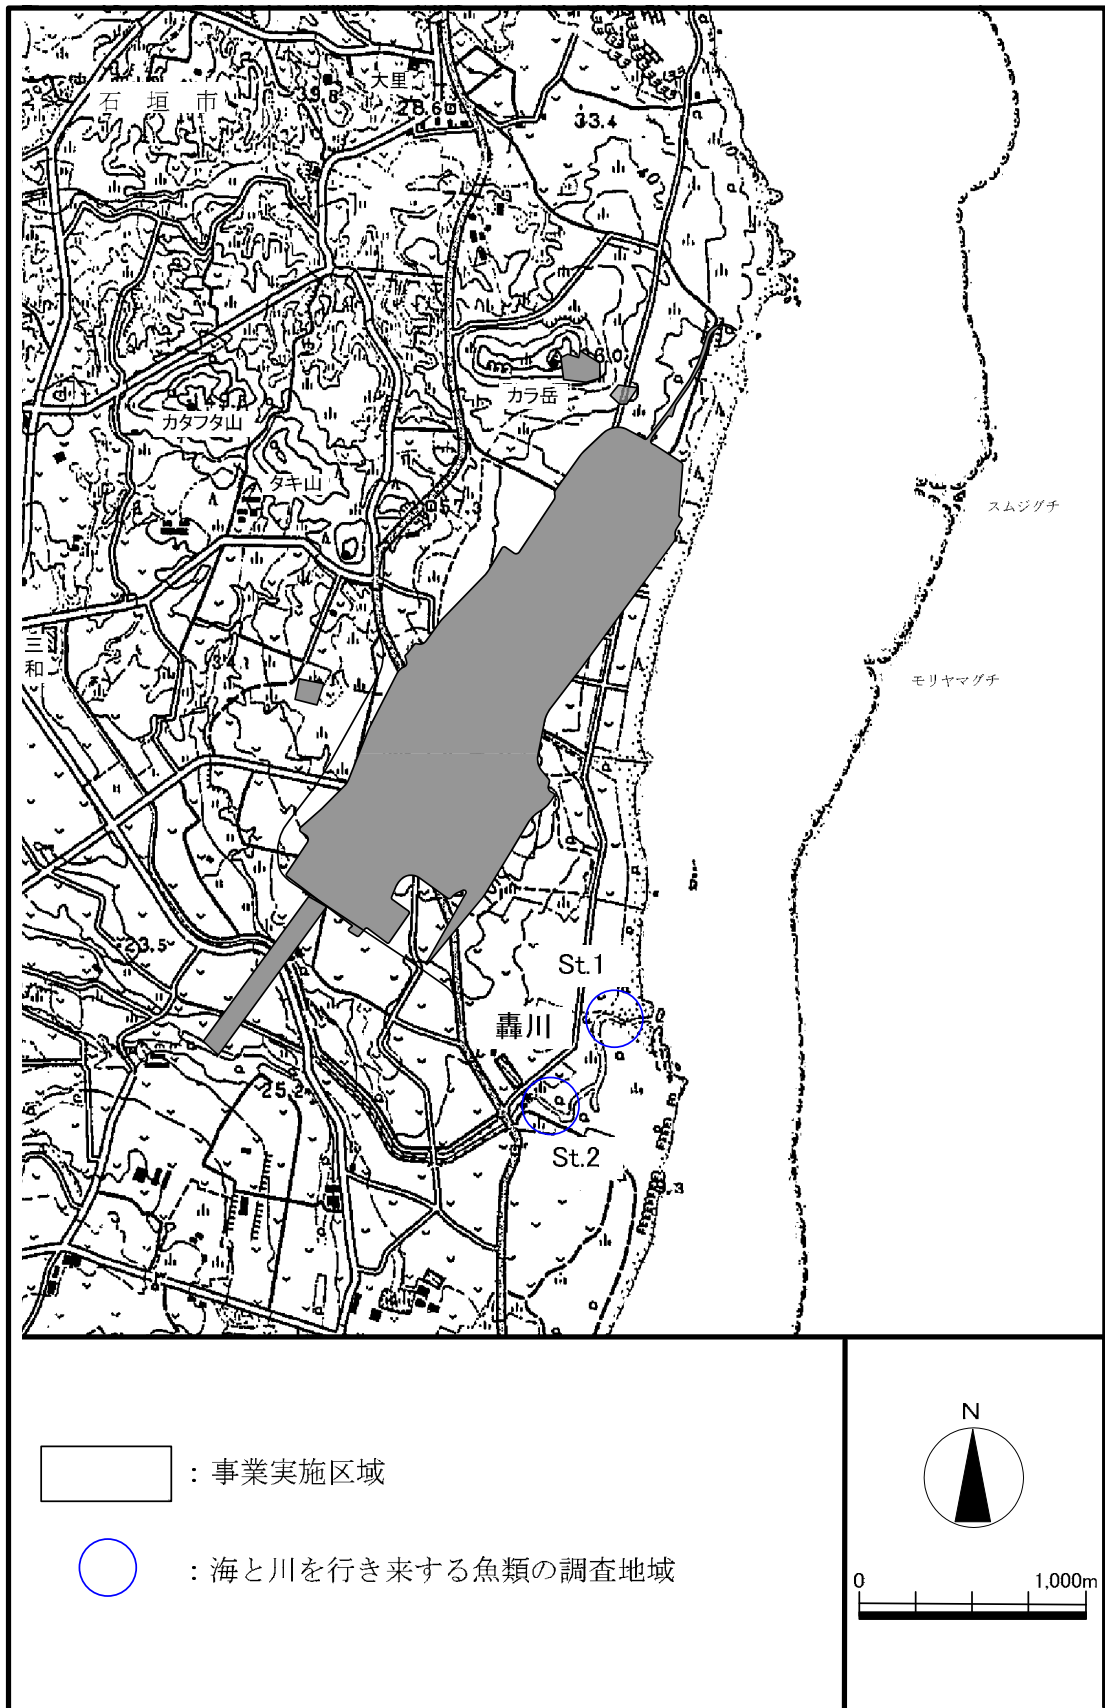 大里
石垣市
28.6
33.4
40
カラ岳
カタフタ山
タキ山
57.3
スムジグチ
三和
モリヤマグチ
23.5
St.1
轟川
25.2
St.2
：事業実施区域
：海と川を行き来する魚類の調査地域
N
0 1,000m